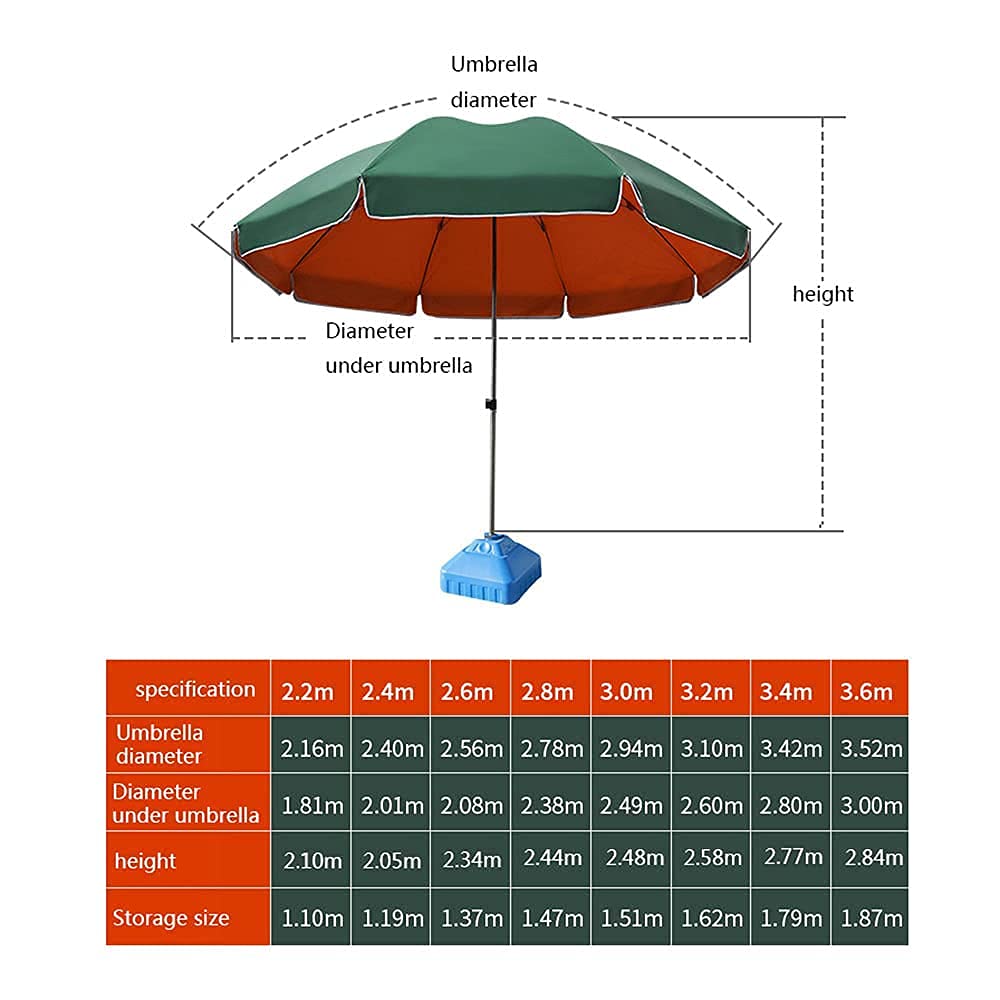 Umbrella
diameter
height
Diameter
under umbrella
specification 2.2m 2.4m 2.6m 2.8m 3.0m 3.2m 3.4m 3.6m
Umbrella
diameter 2.16m 2.40m 2.56m 2.78m 2.94m 3.10m 3.42m 3.52m
Diameter
under umbrella 1.81m 2.01m 2.08m 2.38m 2.49m 2.60m 2.80m 3.00m
height 2.10m 2.05m 2.34m 2.44m 2.48m 2.58m 2.77m 2.84m
Storage size 1.10m 1.19m 1.37m 1.47m 1.51m 1.62m 1.79m 1.87m